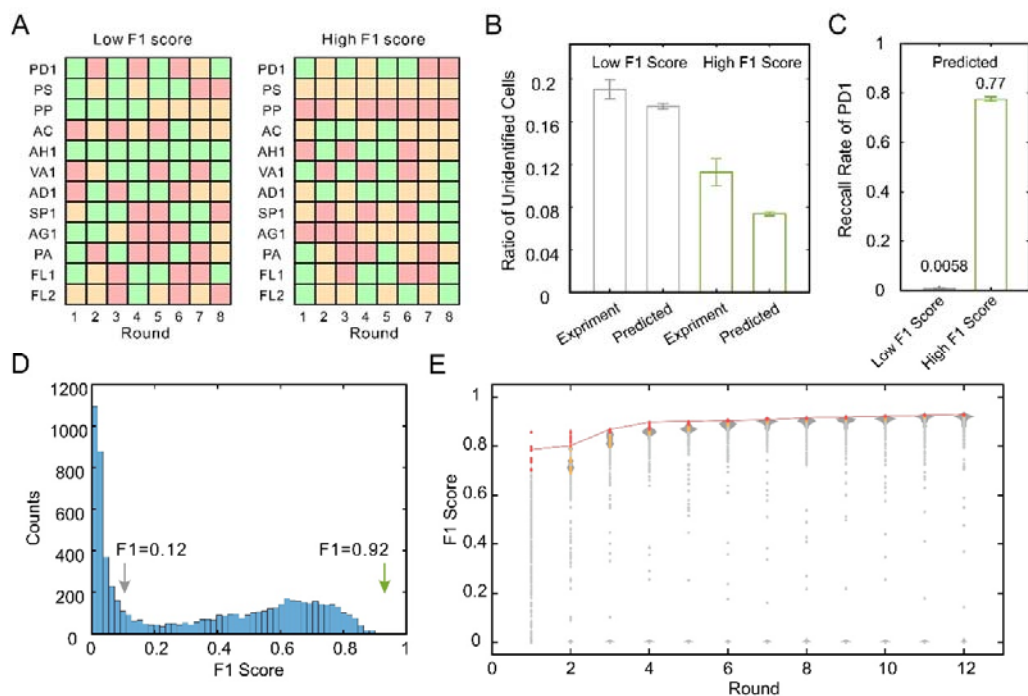 A
Low F1 score
High F1 score
PD1
PS
PP
AC
AH1
VA1
AD1
SP1
AG1
PA
FL1
FL2
1 2 3 4 5 6 7 8
Round
PD1
PS
PP
AC
AH1
VA1
AD1
SP1
AG1
PA
FL1
FL2
1 2 3 4 5 6 7 8
Round
B
Ratio of Unidentified Cells
0.2
0.16
0.12
0.08
0.04
0
Low F1 Score High F1 Score
Expriment
Predicted
Expriment
Predicted
C
Reccall Rate of PD1
1
0.8
0.6
0.4
0.2
0
Predicted
0.77
0.0058
Low F1 Score
High F1 Score
D
Counts
1200
1000
800
600
400
200
0
F1=0.12
F1=0.92
0 0.2 0.4 0.6 0.8 1
F1 Score
E
F1 Score
1
0.8
0.6
0.4
0.2
0
0 2 4 6 8 10 12
Round